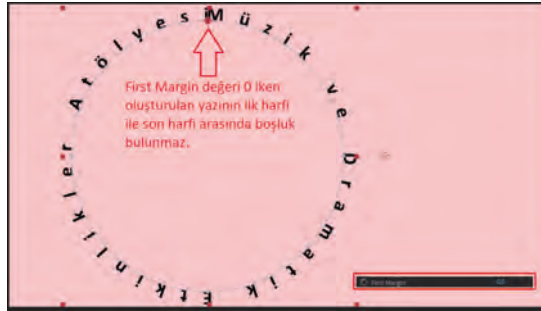 Müzik ve Dramatik Etkinlikler Atölyesi
First Margin değeri 0 iken
oluşturulan yazının ilk harfi
ile son harfi arasında boşluk
bulunmaz.
First Margin